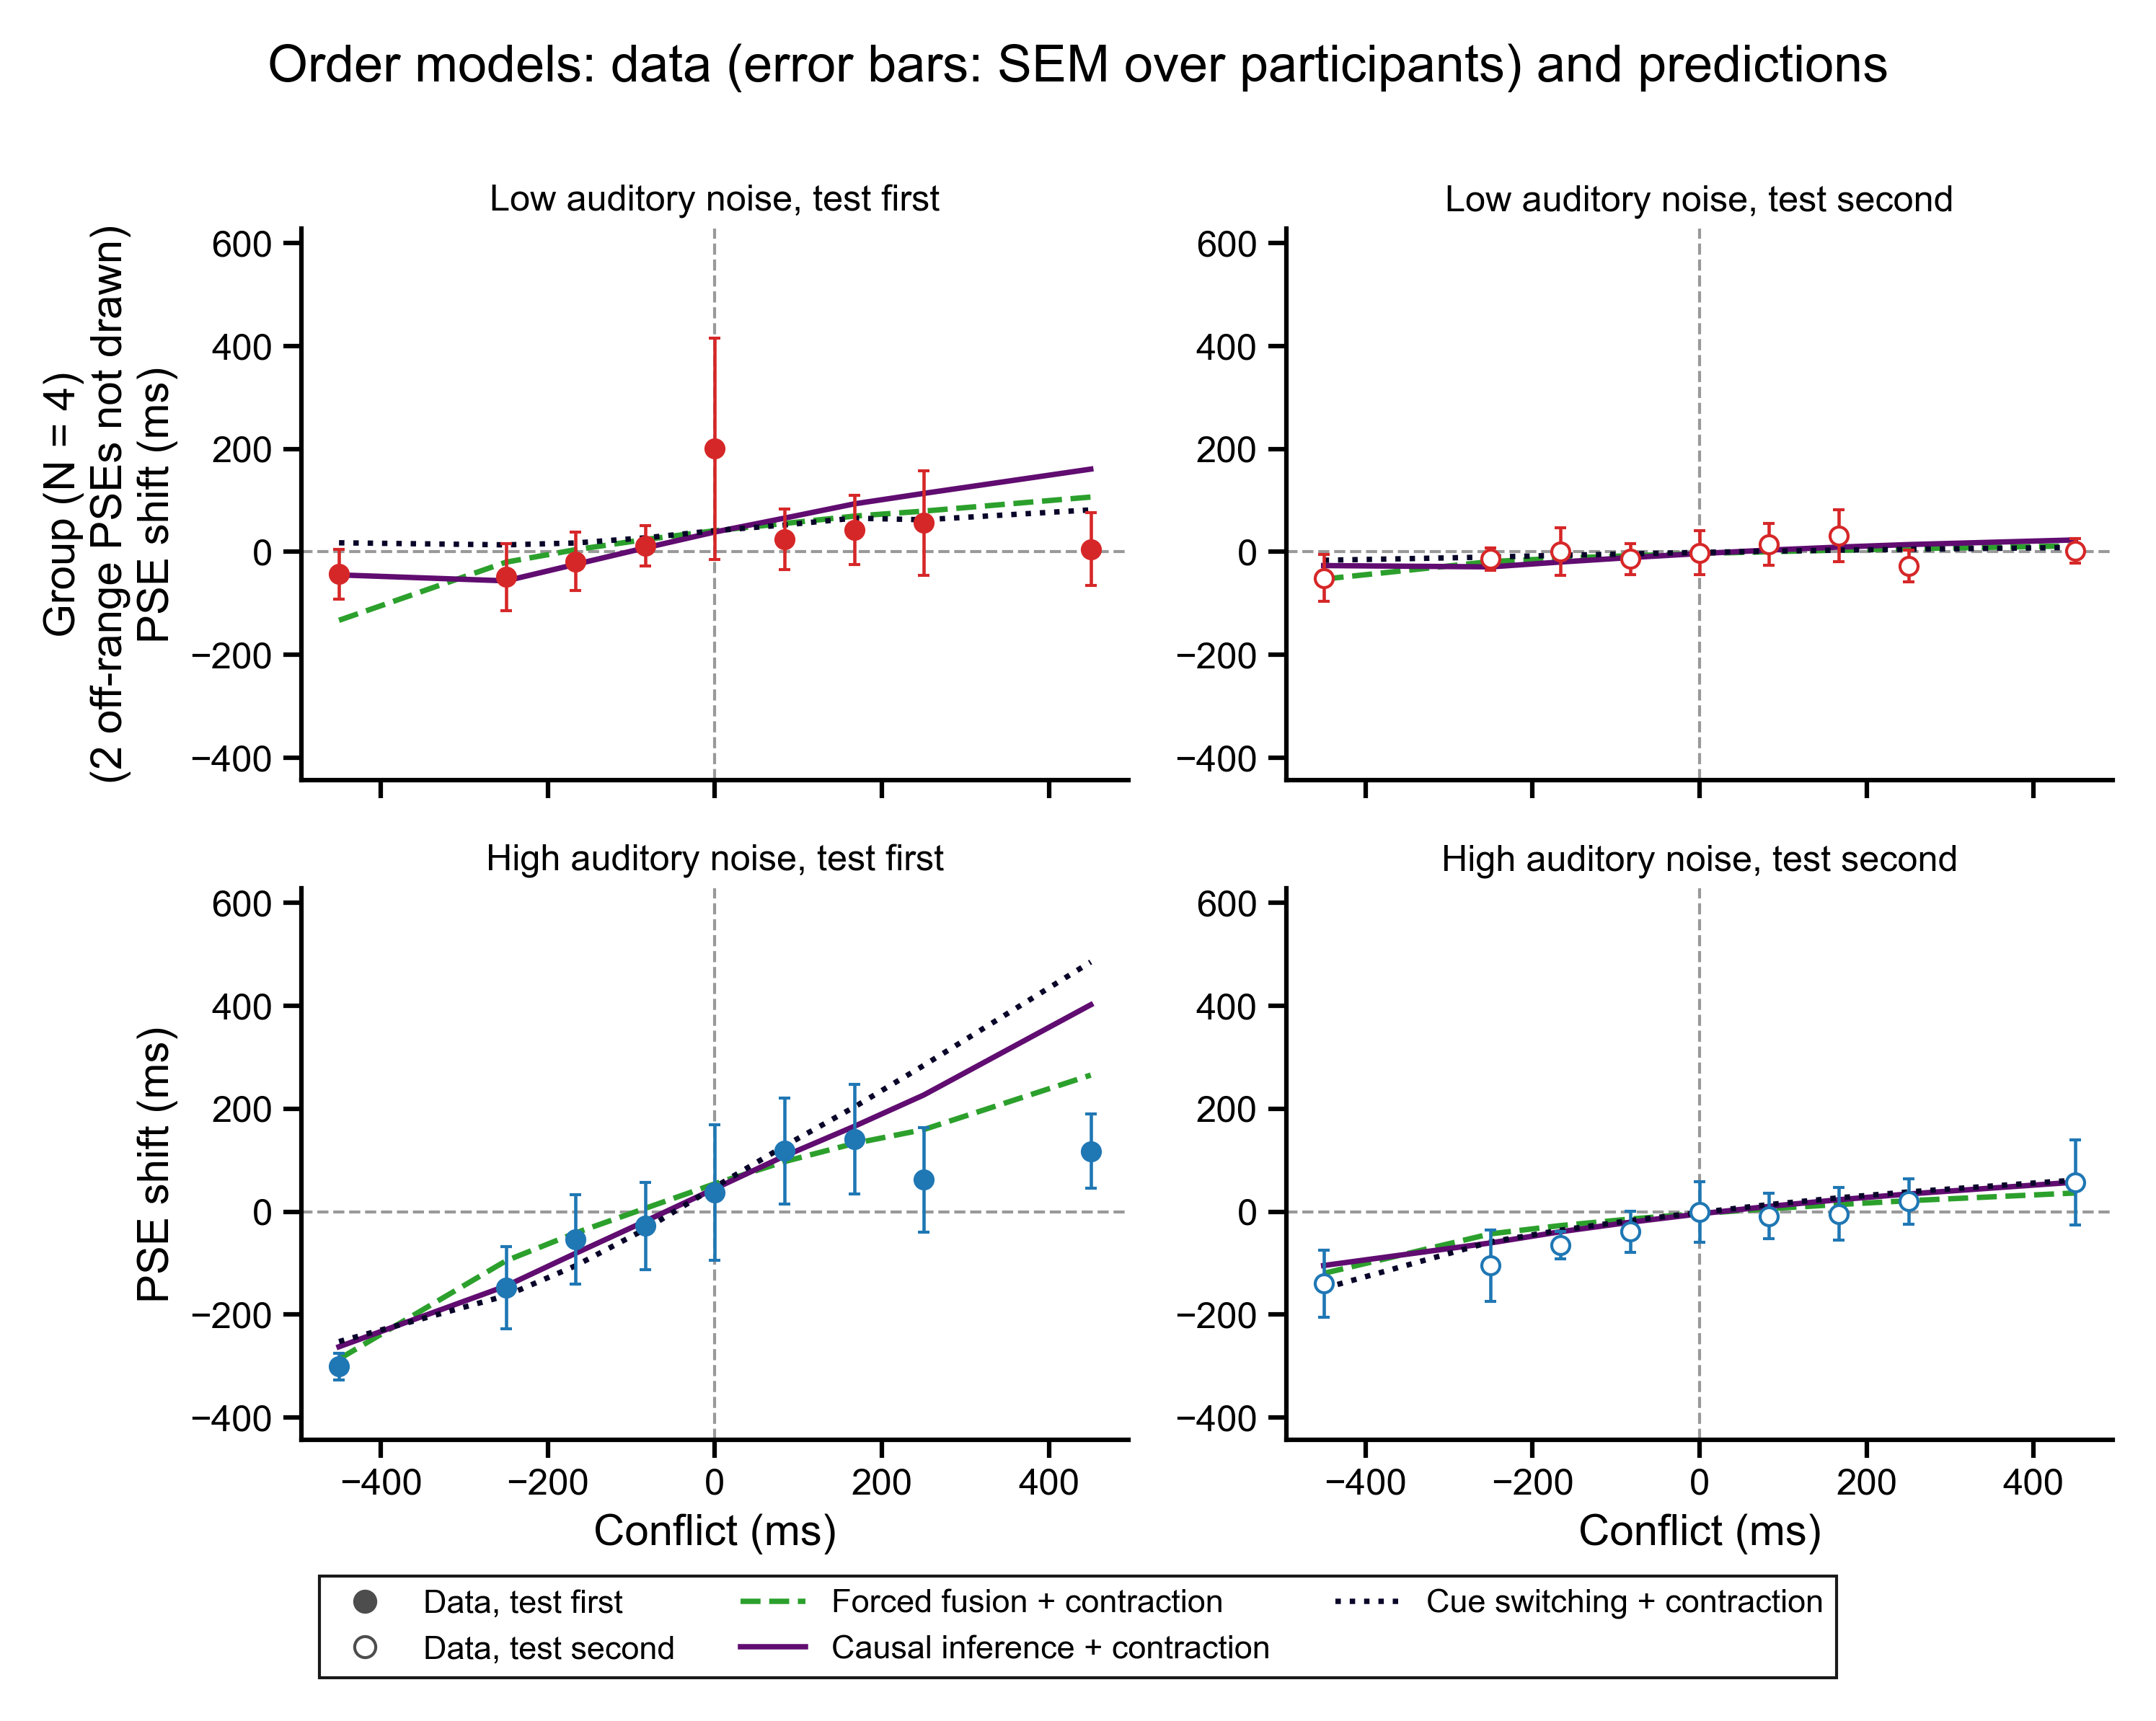 Order models: data (error bars: SEM over participants) and predictions
Low auditory noise, test first
Low auditory noise, test second
Group (N = 4)
(2 off-range PSEs not drawn)
PSE shift (ms)
600
400
200
0
−200
−400
600
400
200
0
−200
−400
High auditory noise, test first
High auditory noise, test second
PSE shift (ms)
600
400
200
0
−200
−400
600
400
200
0
−200
−400
−400 −200 0 200 400
−400 −200 0 200 400
Conflict (ms)
Conflict (ms)
Data, test first
Data, test second
Forced fusion + contraction
Causal inference + contraction
Cue switching + contraction